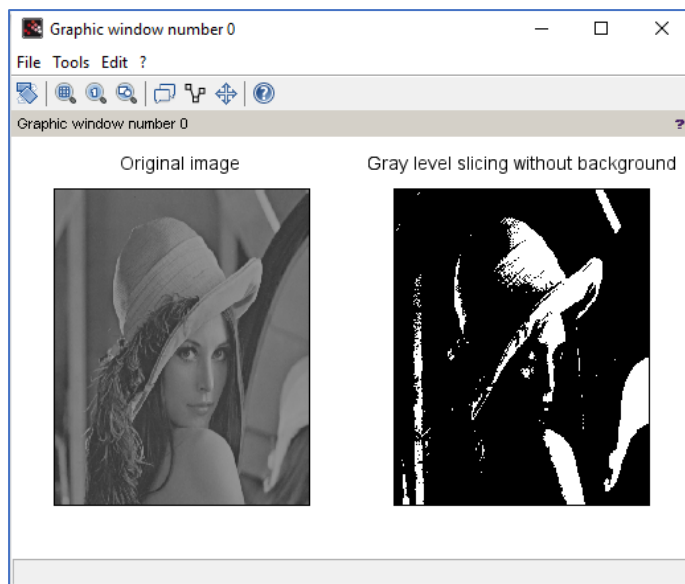 Graphic window number 0
File Tools Edit ?
Graphic window number 0 ?
Original image Gray level slicing without background